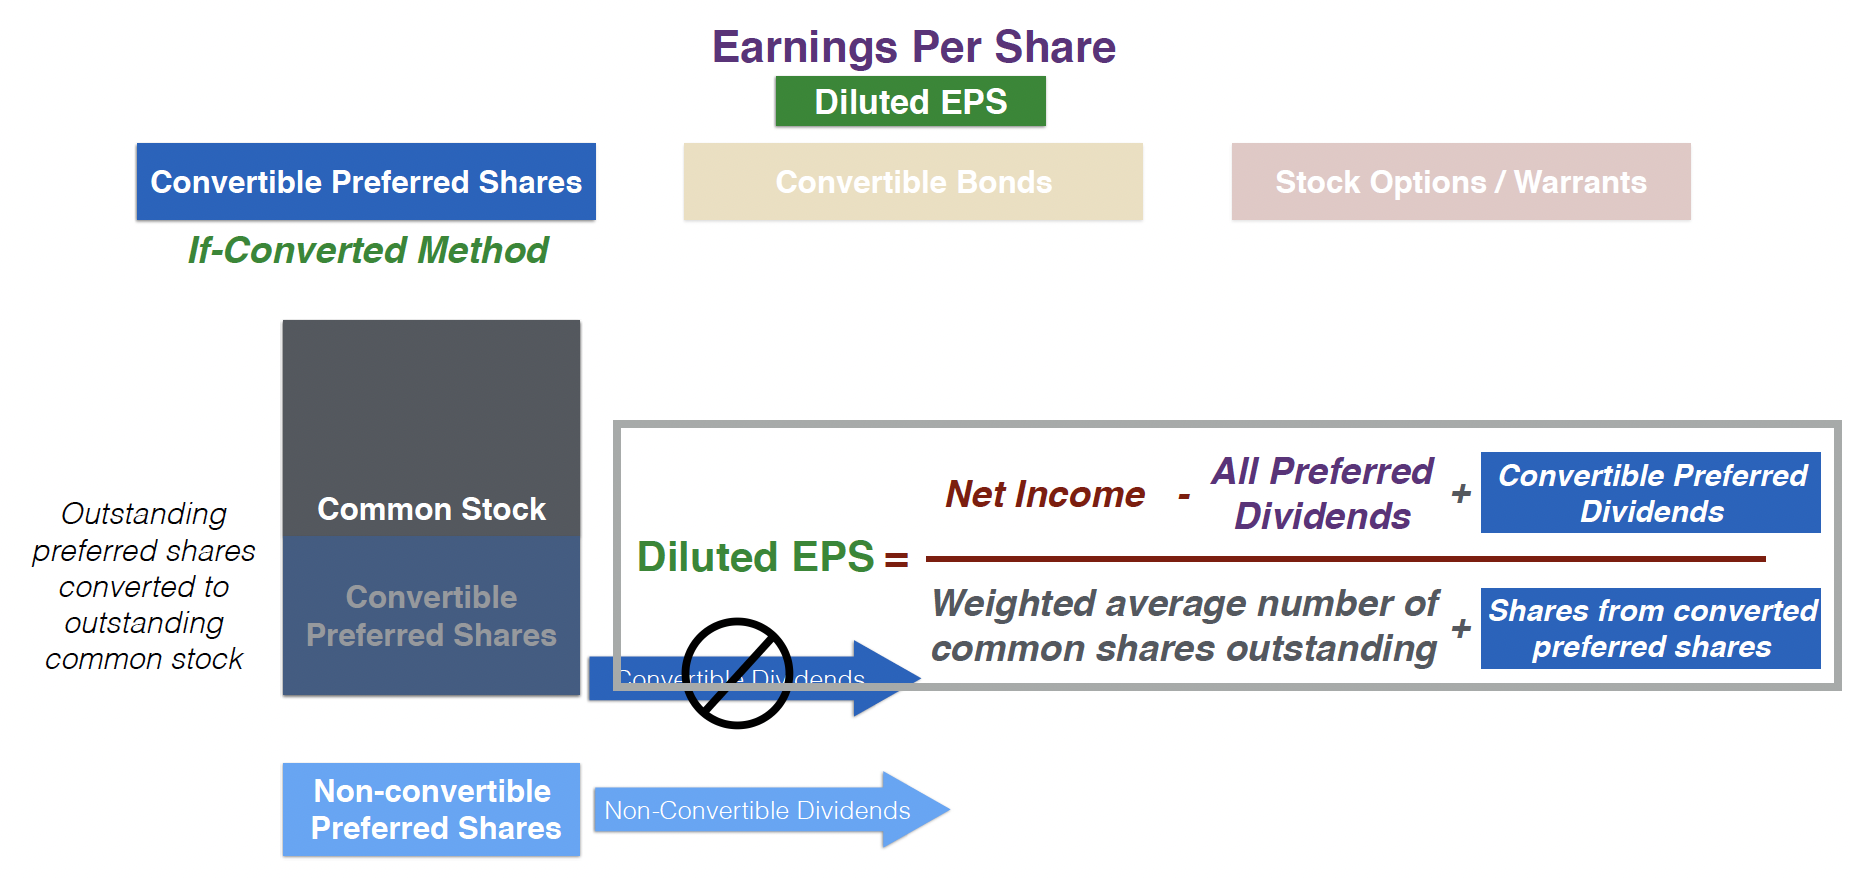 Earnings Per Share
Diluted EPS
Convertible Preferred Shares
Convertible Bonds
Stock Options / Warrants
If-Converted Method
Outstanding
preferred shares
converted to
outstanding
common stock
Common Stock
Convertible
Preferred Shares
Convertible Dividends
Non-convertible
Preferred Shares
Non-Convertible Dividends
Diluted EPS =
Net Income - All Preferred
Dividends + Convertible Preferred
Dividends
Weighted average number of
common shares outstanding + Shares from converted
preferred shares